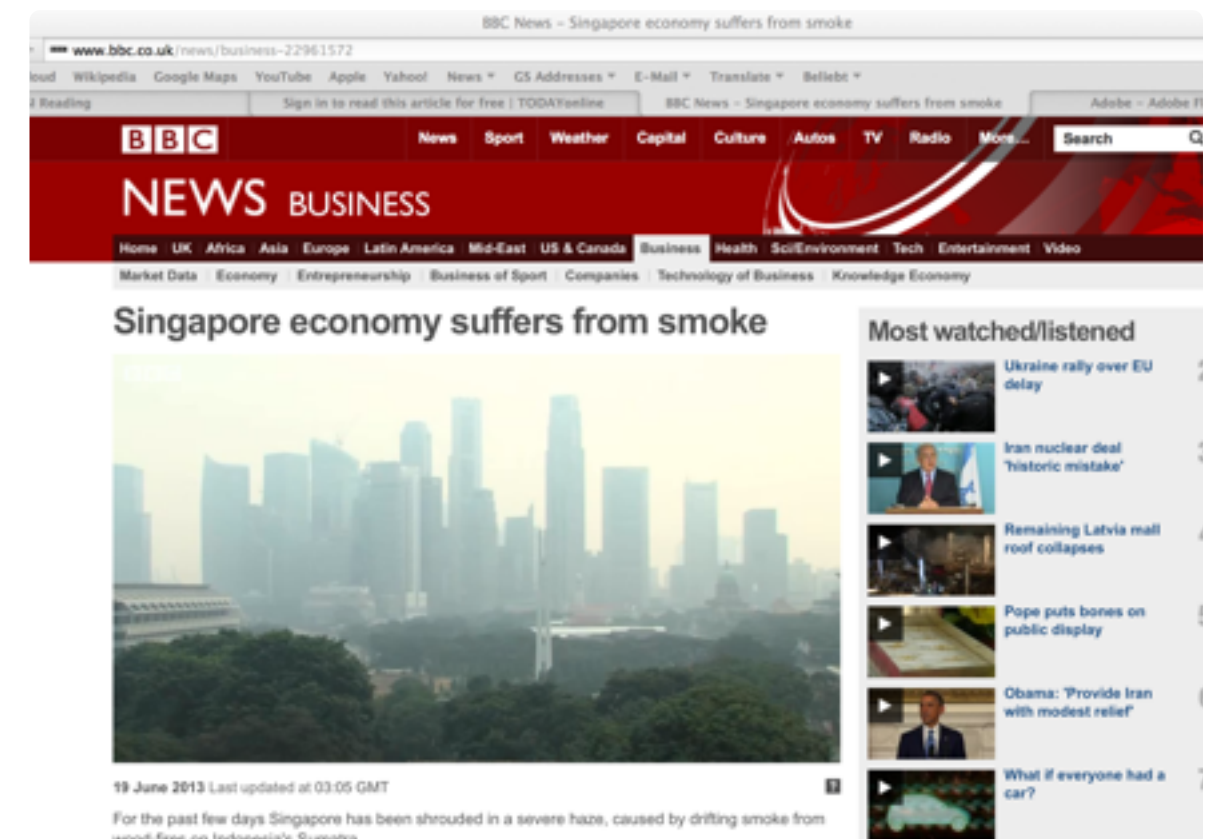 BBC News – Singapore economy suffers from smoke
www.bbc.co.uk/news/business-22961572
Wikipedia Google Maps YouTube Apple Yahoo! News GS Addresses E-Mail Translate Beliebt
Reading Sign in to read this article for free | TODAYonline BBC News – Singapore economy suffers from smoke Adobe – Adobe
BBC News Sport Weather Capital Culture Autos TV Radio More... Search
NEWS BUSINESS
Home UK Africa Asia Europe Latin America Mid-East US & Canada Business Health Sci/Environment Tech Entertainment Video
Market Data Economy Entrepreneurship Business of Sport Companies Technology of Business Knowledge Economy
Singapore economy suffers from smoke
19 June 2013 Last updated at 03:05 GMT
For the past few days Singapore has been shrouded in a severe haze, caused by drifting smoke from
wood fires on Indonesia's Sumatra
Most watched/listened
Ukraine rally over EU
delay
Iran nuclear deal
'historic mistake'
Remaining Latvia mall
roof collapses
Pope puts bones on
public display
Obama: 'Provide Iran
with modest relief'
What if everyone had a
car?